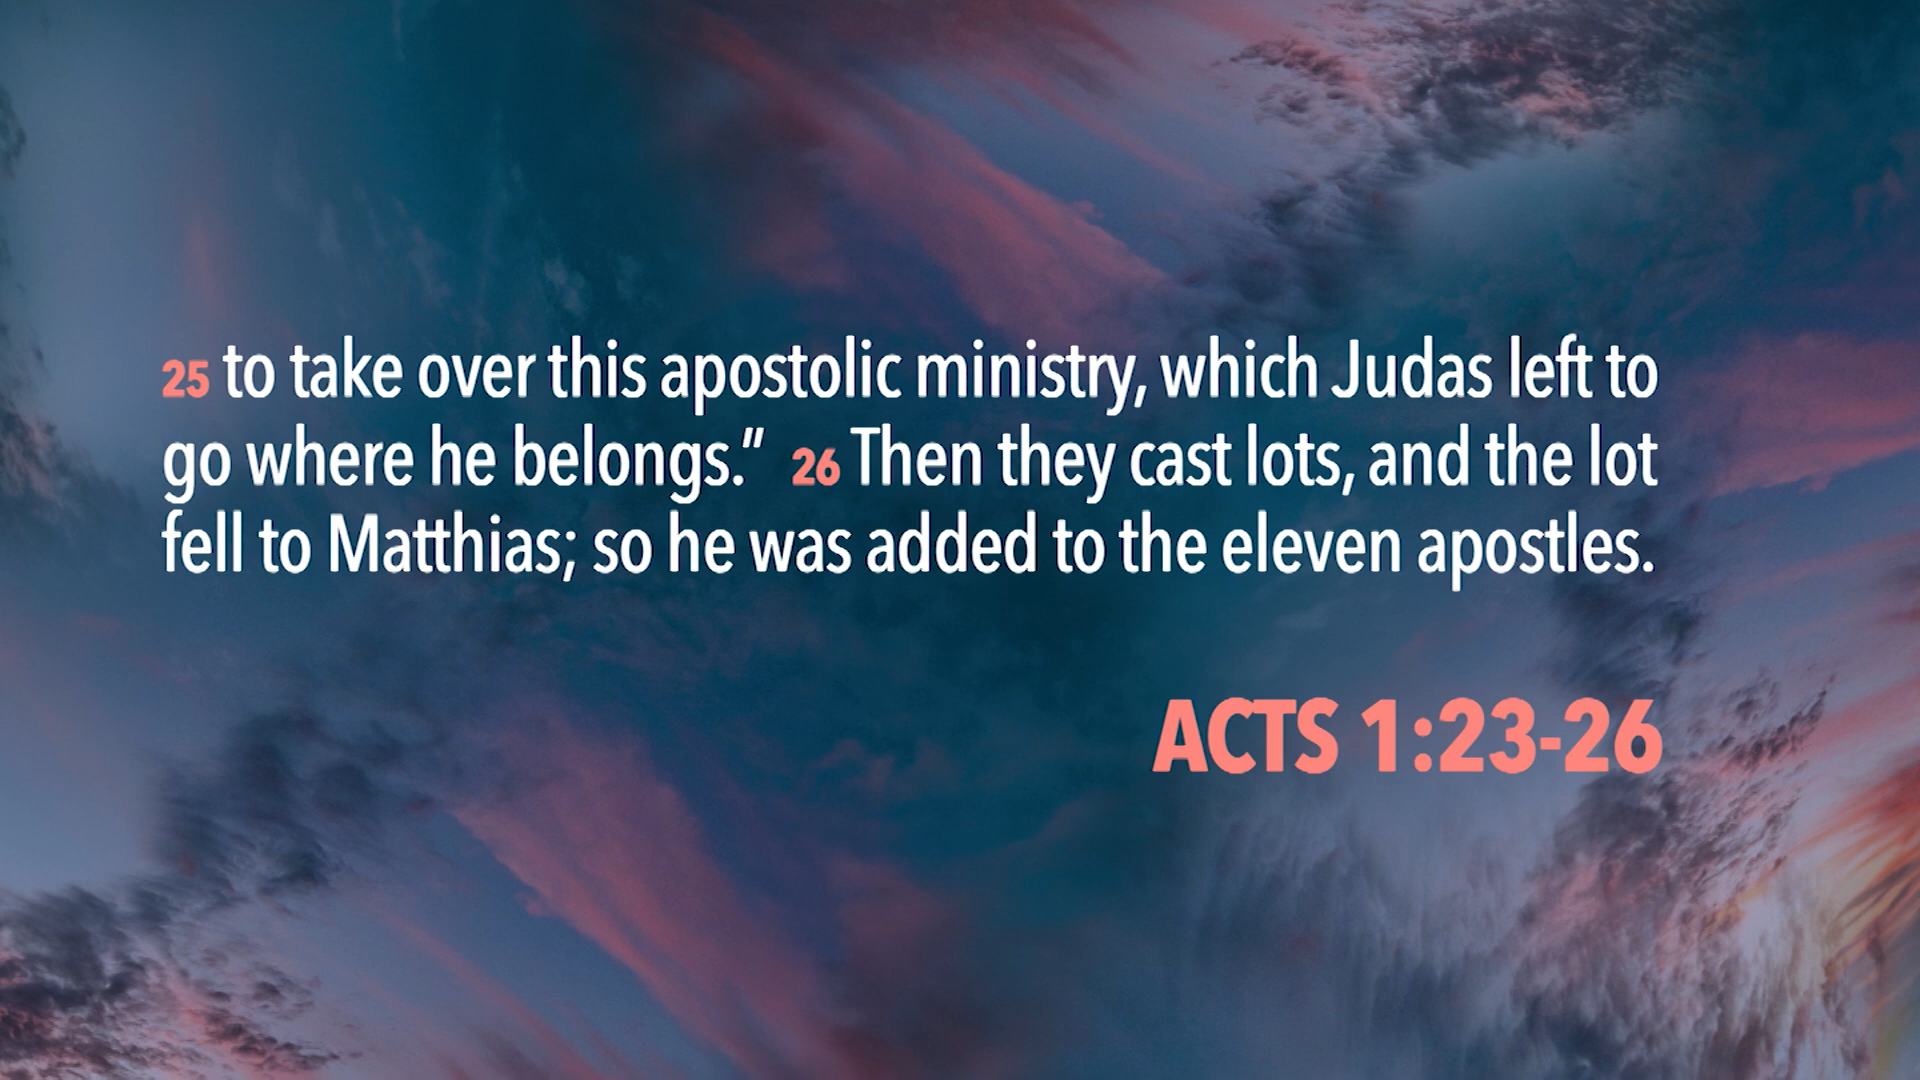 25 to take over this apostolic ministry, which Judas left to
go where he belongs.” 26 Then they cast lots, and the lot
fell to Matthias; so he was added to the eleven apostles.
ACTS 1:23-26